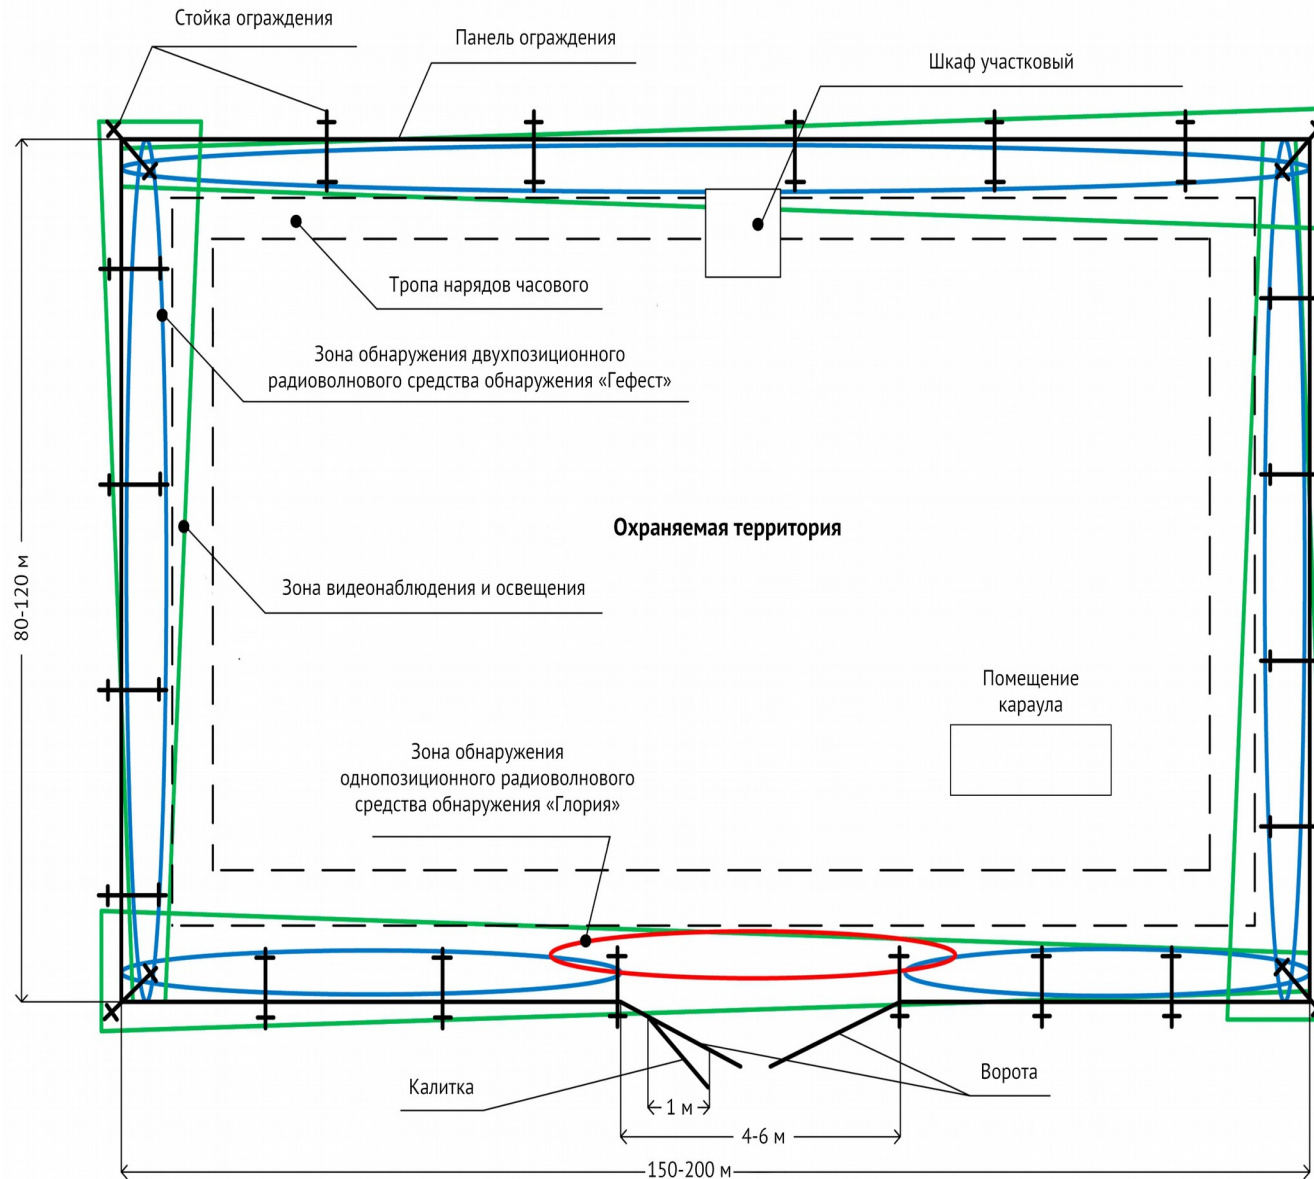 Стойка ограждения
Панель ограждения
Шкаф участковый
Тропа нарядов часового
Зона обнаружения двухпозиционного
радиоволнового средства обнаружения «Гефест»
Охраняемая территория
Зона видеонаблюдения и освещения
80-120 м
Помещение
караула
Зона обнаружения
однопозиционного радиоволнового
средства обнаружения «Глория»
Калитка
Ворота
1 м
4-6 м
150-200 м